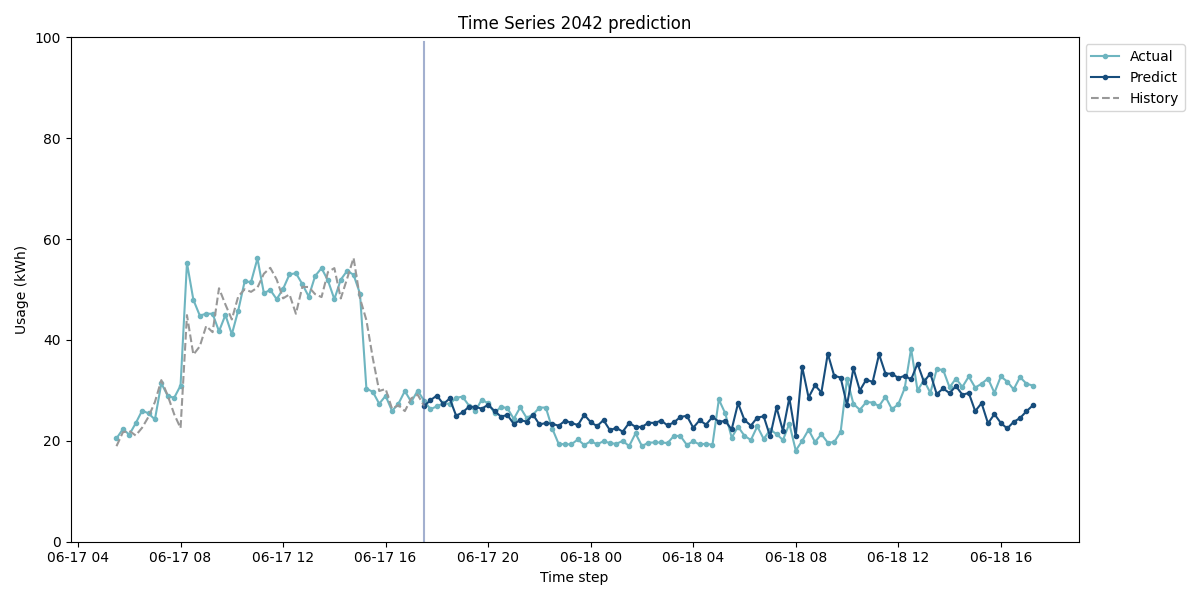 Time Series 2042 prediction
100
80
60
40
20
0
Usage (kWh)
06-17 04
06-17 08
06-17 12
06-17 16
06-17 20
06-18 00
06-18 04
06-18 08
06-18 12
06-18 16
Time step
Actual
Predict
History